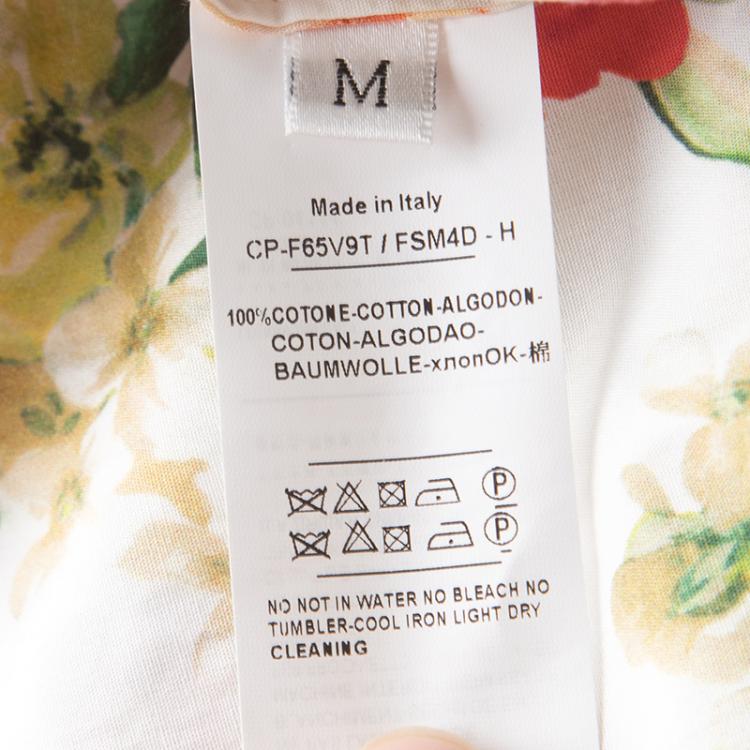 M
Made in Italy
CP-F65V9T / FSM4D - H
100%COTONE-COTTON-ALGODON-
COTON-ALGODAO-
BAUMWOLLE-xлопOK-棉
P
P
NO NOT IN WATER NO BLEACH NO
TUMBLER-COOL IRON LIGHT DRY
CLEANING